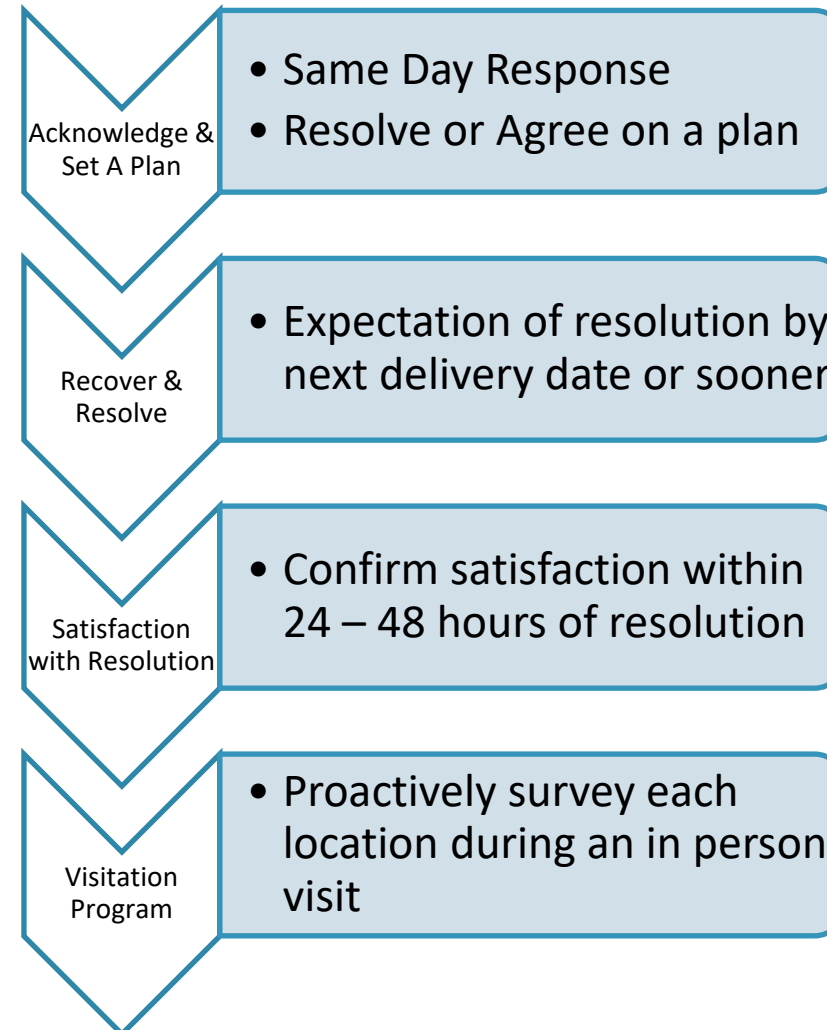 Acknowledge &
Set A Plan
• Same Day Response
• Resolve or Agree on a plan
Recover &
Resolve
• Expectation of resolution by
next delivery date or sooner
Satisfaction
with Resolution
• Confirm satisfaction within
24 – 48 hours of resolution
Visitation
Program
• Proactively survey each
location during an in person
visit